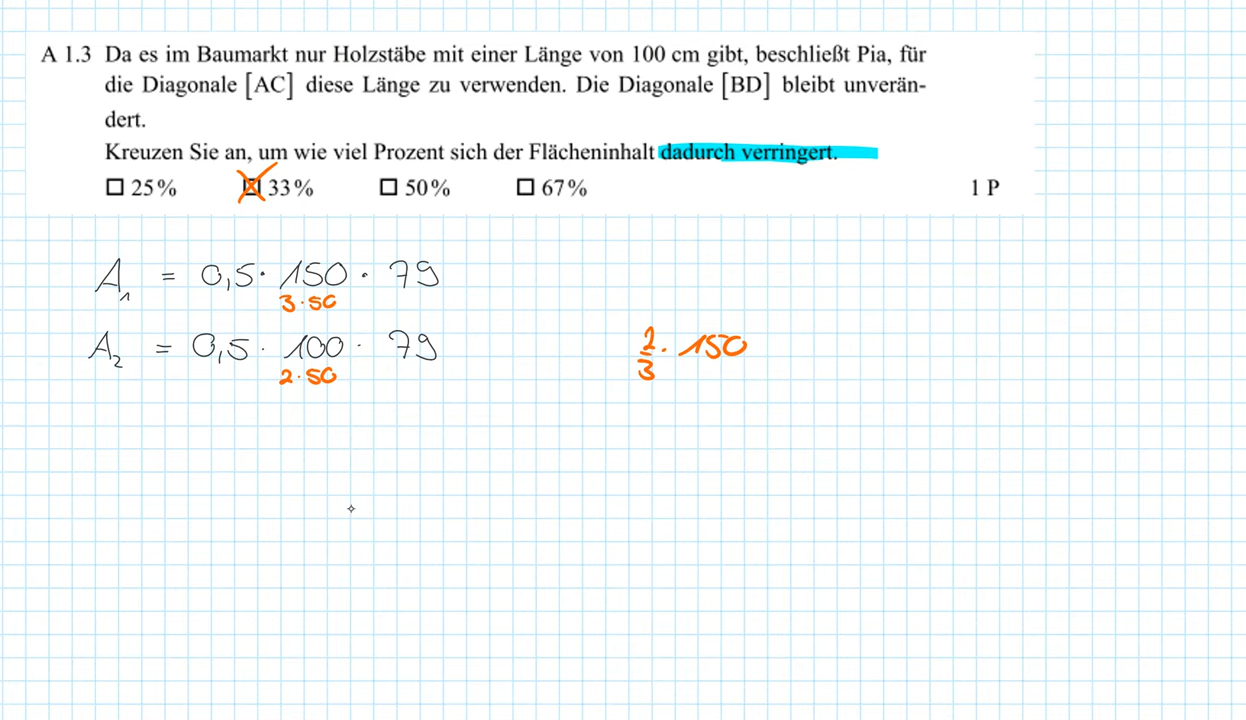 A 1.3 Da es im Baumarkt nur Holzstäbe mit einer Länge von 100 cm gibt, beschließt Pia, für
die Diagonale [AC] diese Länge zu verwenden. Die Diagonale [BD] bleibt unverän-
dert.
Kreuzen Sie an, um wie viel Prozent sich der Flächeninhalt dadurch verringert.
☐ 25 % ☒ 33 % ☐ 50 % ☐ 67 % 1 P
A₁ = 0,5 · 150 · 79
3 · 50
A₂ = 0,5 · 100 · 79
2 · 50
2/3 · 150